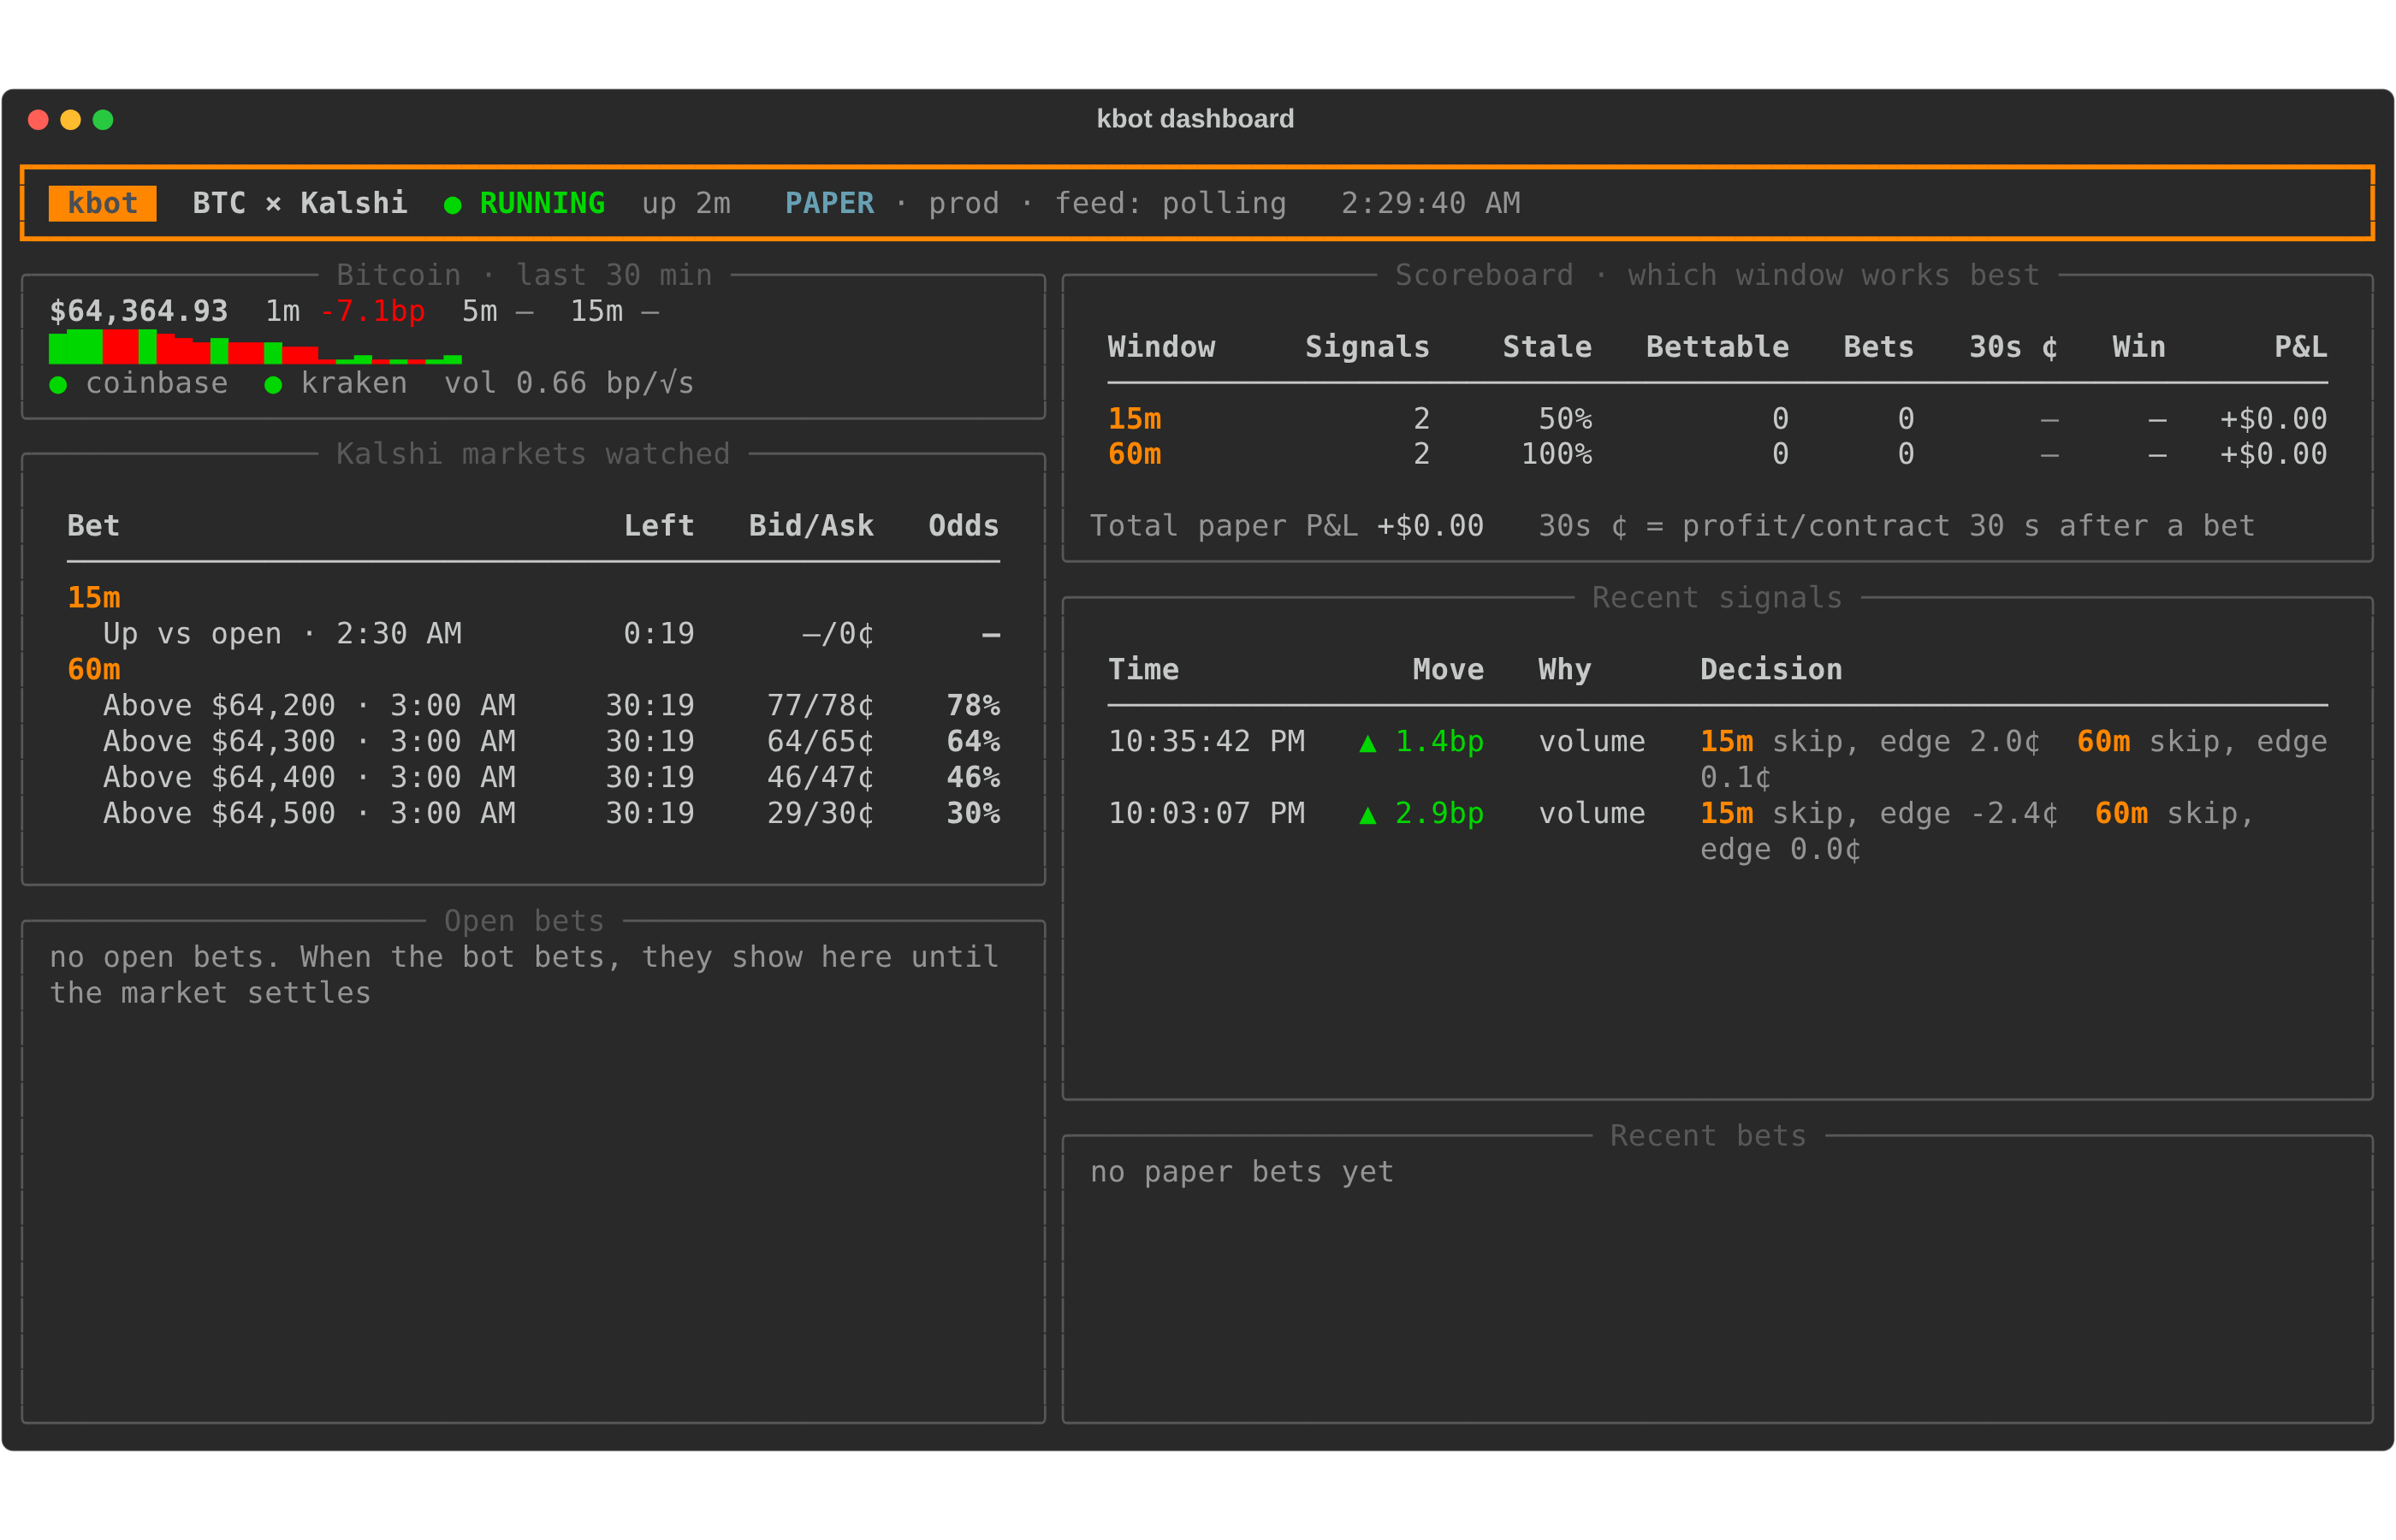 kbot dashboard
kbot BTC × Kalshi ● RUNNING up 2m PAPER · prod · feed: polling 2:29:40 AM
Bitcoin · last 30 min
$64,364.93 1m -7.1bp 5m — 15m —
● coinbase ● kraken vol 0.66 bp/√s
Kalshi markets watched
Bet Left Bid/Ask Odds
15m
Up vs open · 2:30 AM 0:19 —/0¢ —
60m
Above $64,200 · 3:00 AM 30:19 77/78¢ 78%
Above $64,300 · 3:00 AM 30:19 64/65¢ 64%
Above $64,400 · 3:00 AM 30:19 46/47¢ 46%
Above $64,500 · 3:00 AM 30:19 29/30¢ 30%
Open bets
no open bets. When the bot bets, they show here until
the market settles
Scoreboard · which window works best
Window Signals Stale Bettable Bets 30s ¢ Win P&L
15m 2 50% 0 0 — — +$0.00
60m 2 100% 0 0 — — +$0.00
Total paper P&L +$0.00 30s ¢ = profit/contract 30 s after a bet
Recent signals
Time Move Why Decision
10:35:42 PM ▲ 1.4bp volume 15m skip, edge 2.0¢ 60m skip, edge
0.1¢
10:03:07 PM ▲ 2.9bp volume 15m skip, edge -2.4¢ 60m skip,
edge 0.0¢
Recent bets
no paper bets yet